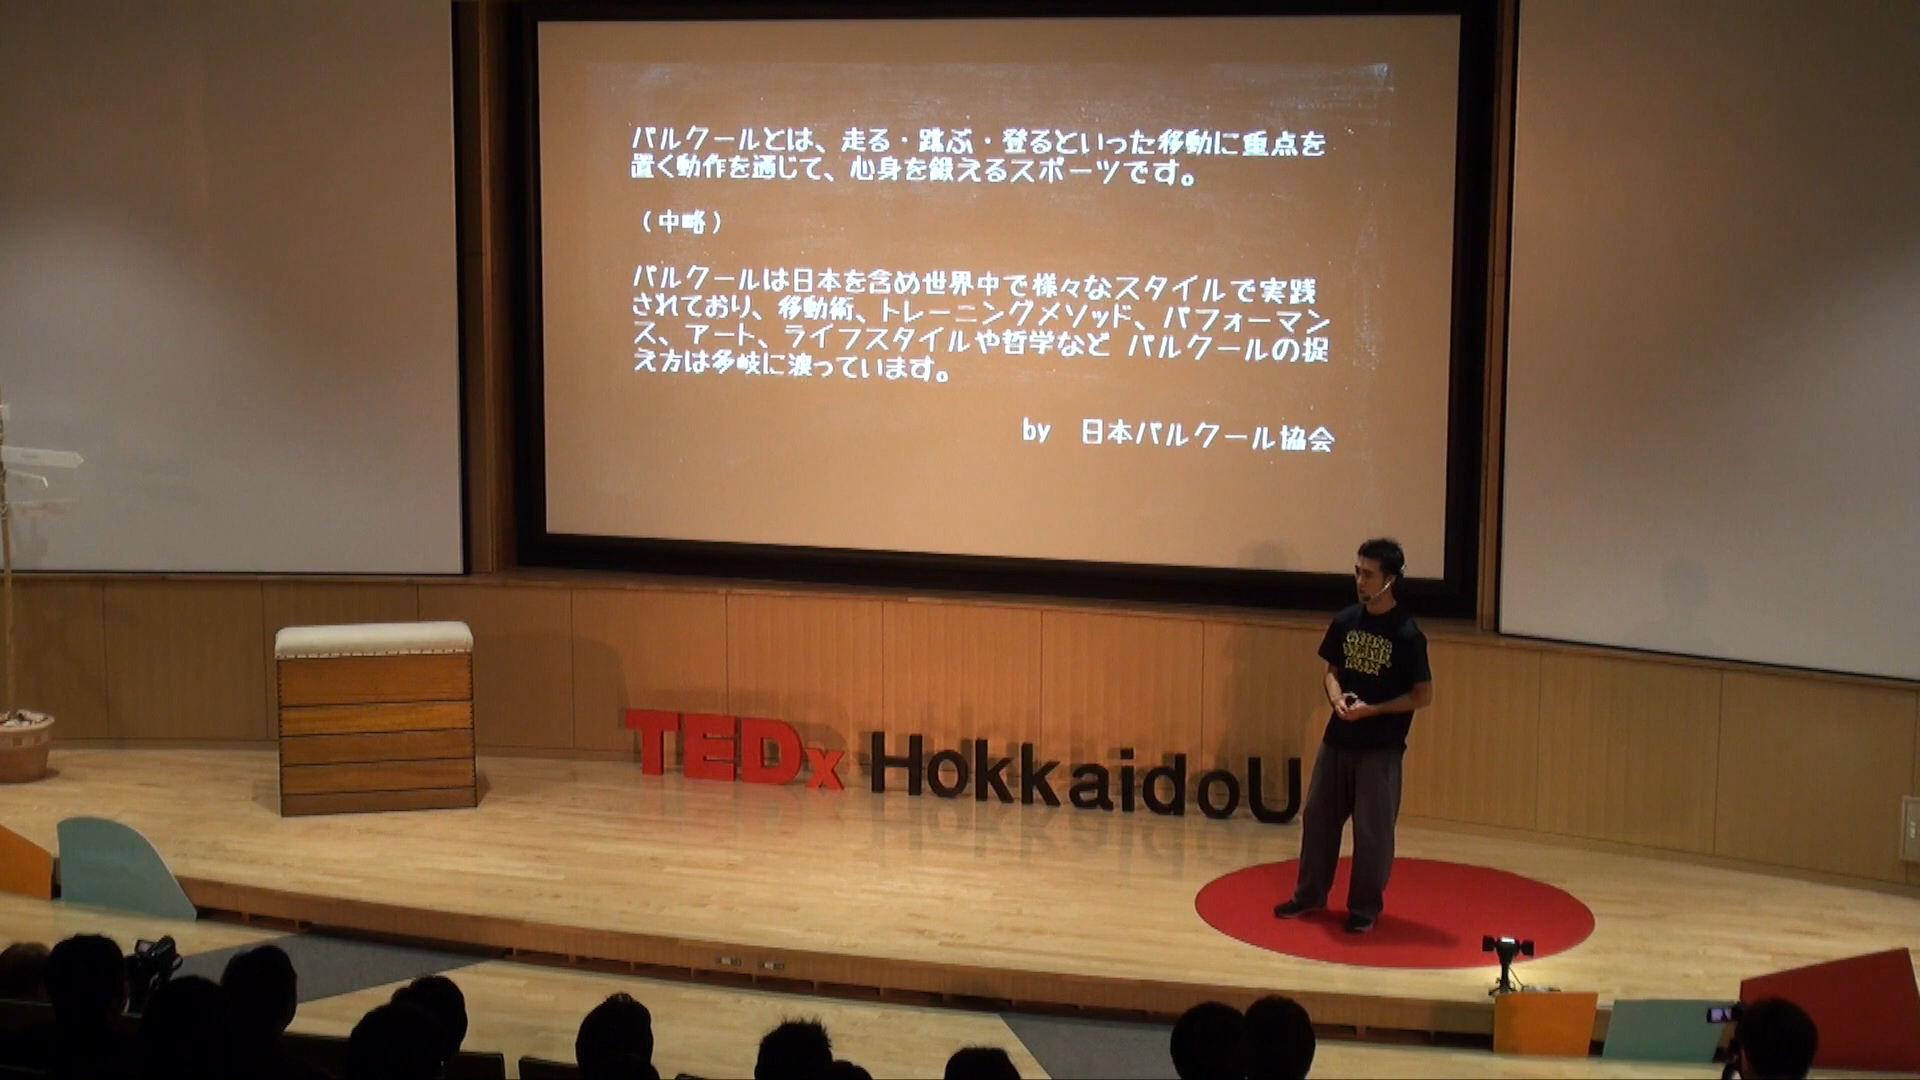 パルクールとは、走る・跳ぶ・登るといった移動に重点を
置く動作を通じて、心身を鍛えるスポーツです。
（中略）
パルクールは日本を含め世界中で様々なスタイルで実践
されており、移動術、トレーニングメソッド、パフォーマン
ス、アート、ライフスタイルや哲学など パルクールの捉
え方は多岐に渡っています。
by 日本パルクール協会
TEDx HokkaidoU